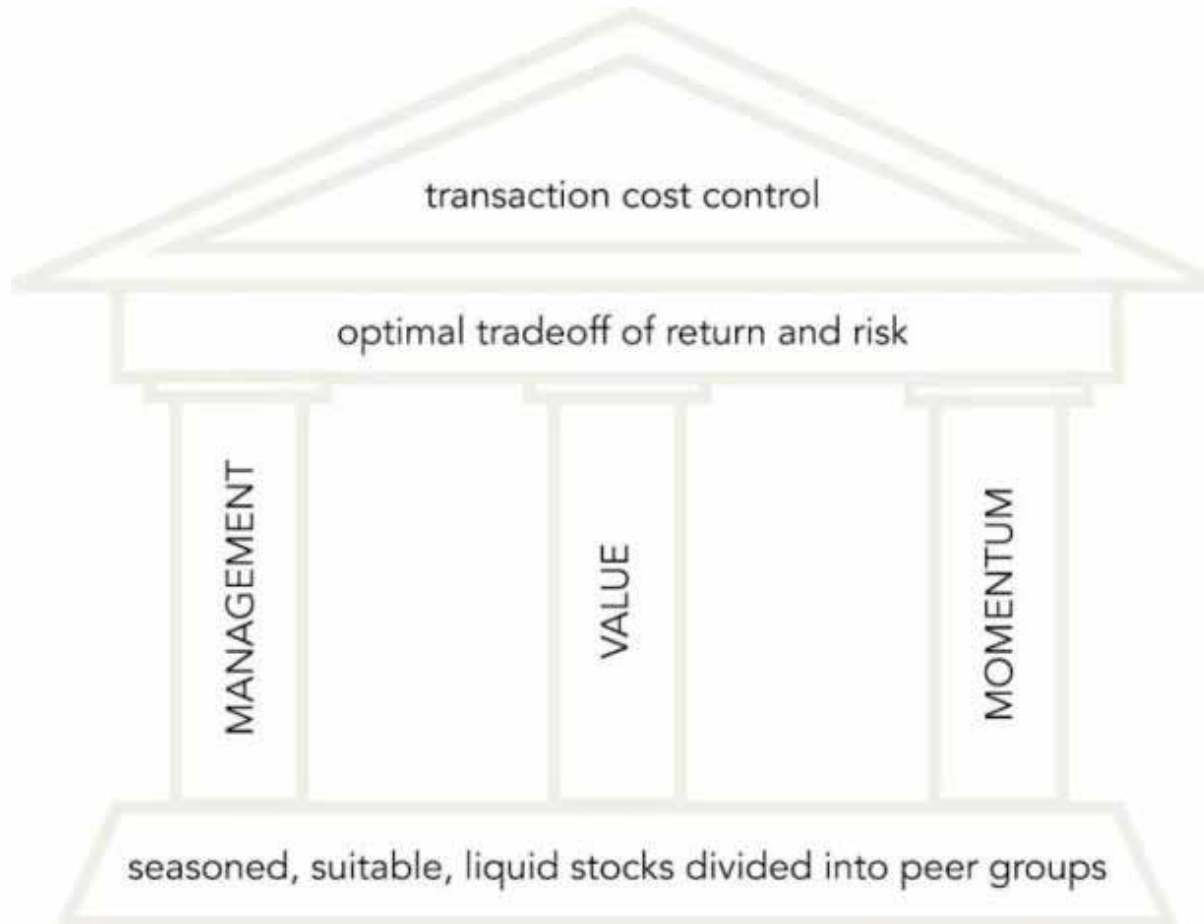 transaction cost control
optimal tradeoff of return and risk
MANAGEMENT
VALUE
MOMENTUM
seasoned, suitable, liquid stocks divided into peer groups